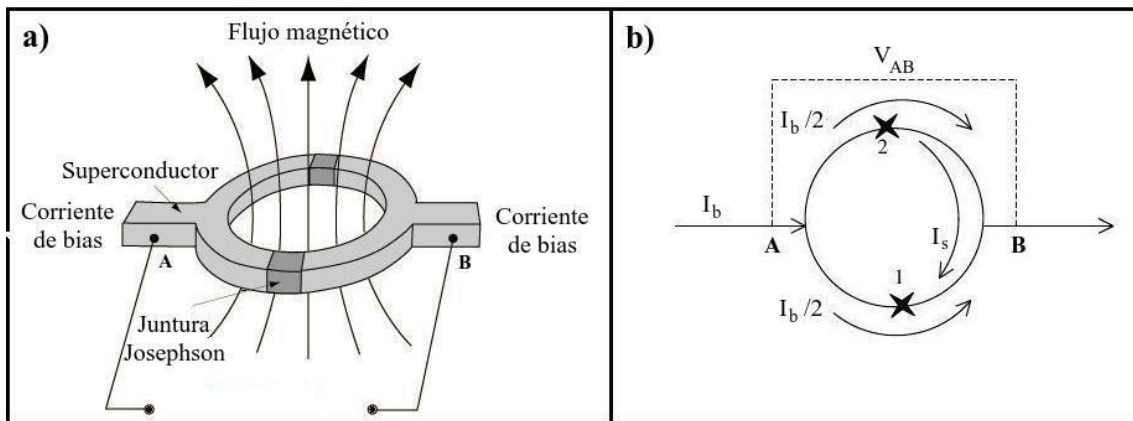 a)
Flujo magnético
Superconductor
Corriente
de bias
Corriente
de bias
A
B
Juntura
Josephson
b)
V_AB
I_b /2
2
I_b
A
I_s
B
1
I_b /2